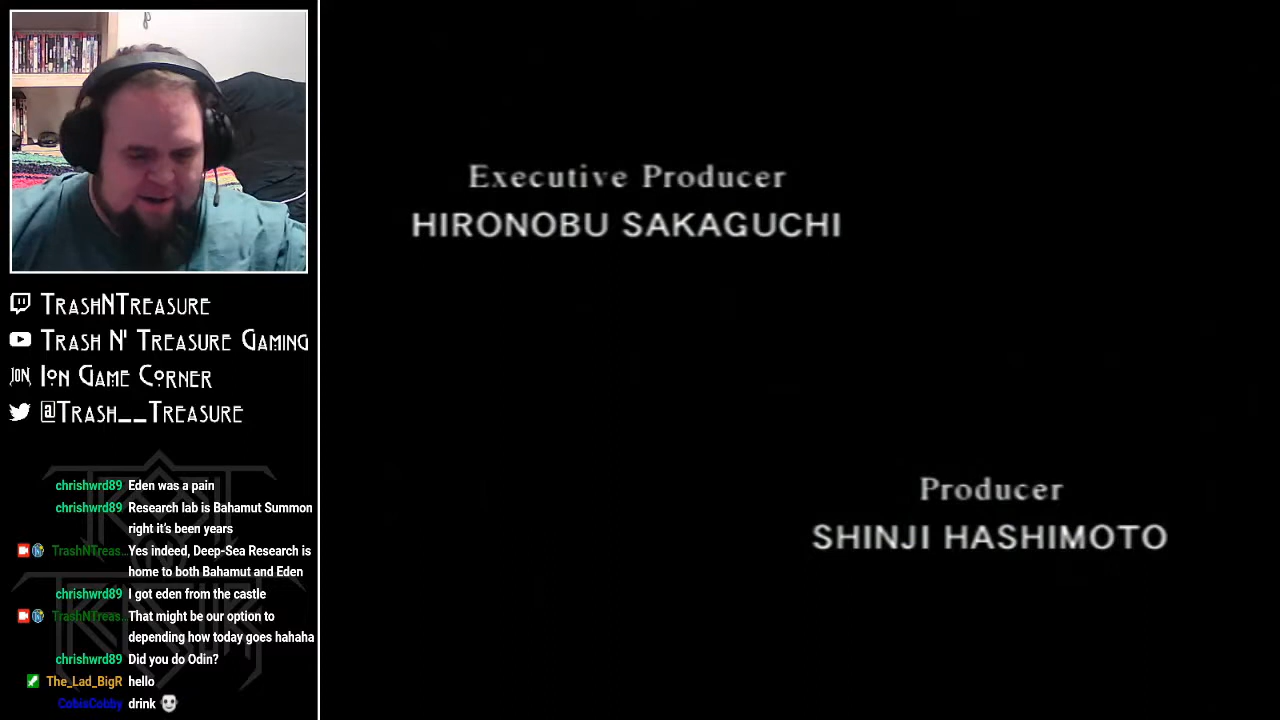 Executive Producer
HIRONOBU SAKAGUCHI
Producer
SHINJI HASHIMOTO
TrashNTreasure
Trash N' Treasure Gaming
Ion Game Corner
@Trash__Treasure
chrishwrd89 Eden was a pain
chrishwrd89 Research lab is Bahamut Summon
right it's been years
TrashNTreas... Yes indeed, Deep-Sea Research is
home to both Bahamut and Eden
chrishwrd89 I got eden from the castle
TrashNTreas... That might be our option to
depending how today goes hahaha
chrishwrd89 Did you do Odin?
The_Lad_BigR hello
CobisCobby drink